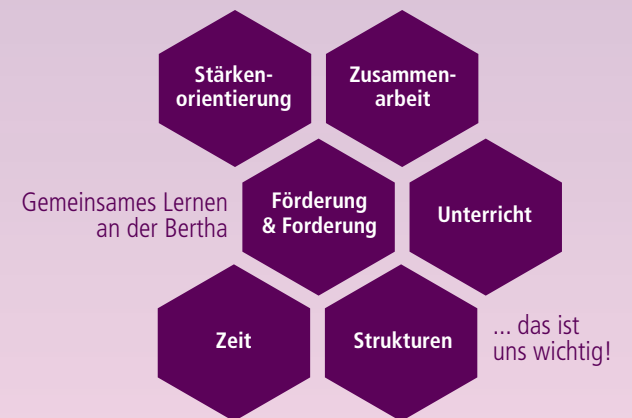 Stärken-
orientierung
Zusammen-
arbeit
Gemeinsames Lernen
an der Bertha
Förderung
& Forderung
Unterricht
Zeit
Strukturen
... das ist
uns wichtig!